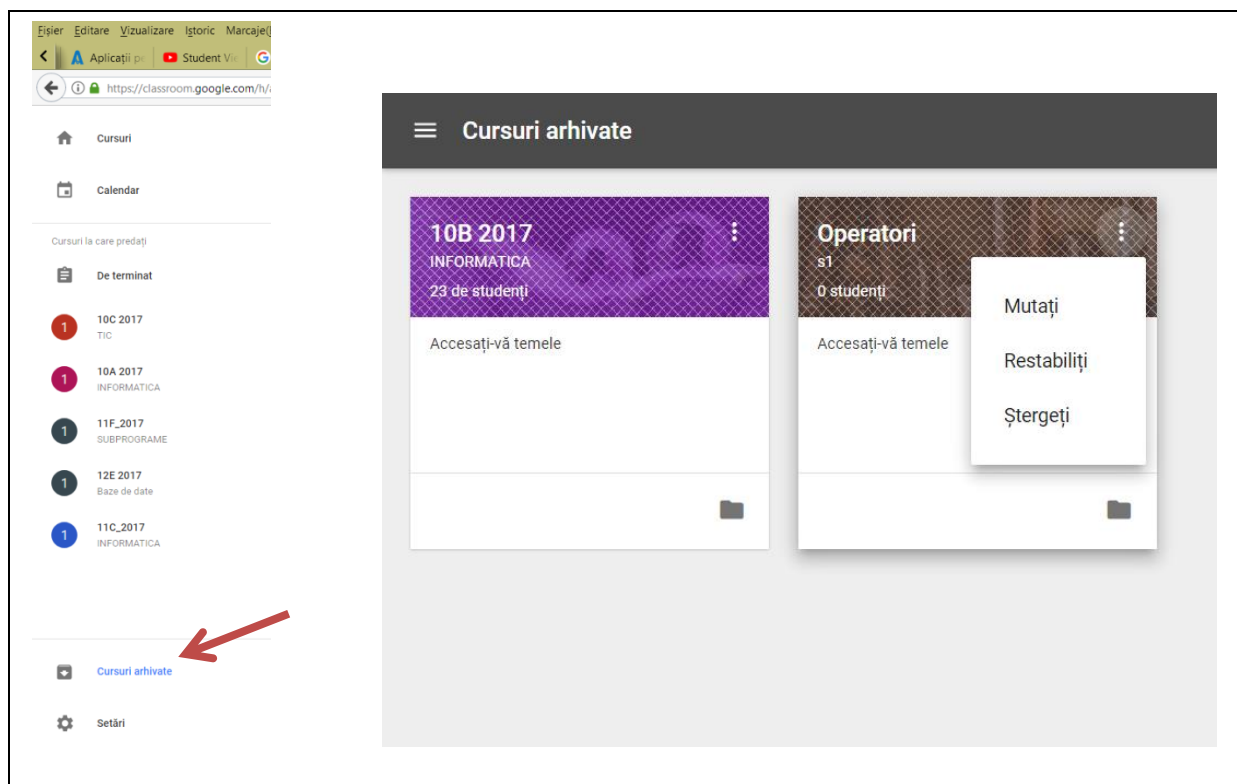 Fișier Editare Vizualizare Istoric Marcaje(
Aplicații pe Student Vi G
https://classroom.google.com/h/
Cursuri
Calendar
Cursuri la care predați
De terminat
1 10C 2017
TIC
1 10A 2017
INFORMATICA
1 11F_2017
SUBPROGRAME
1 12E 2017
Baze de date
1 11C_2017
INFORMATICA
Cursuri arhivate
Setări
Cursuri arhivate
10B 2017
INFORMATICA
23 de studenți
Accesați-vă temele
Operatori
s1
0 studenți
Accesați-vă temele
Mutați
Restabiliți
Ștergeți